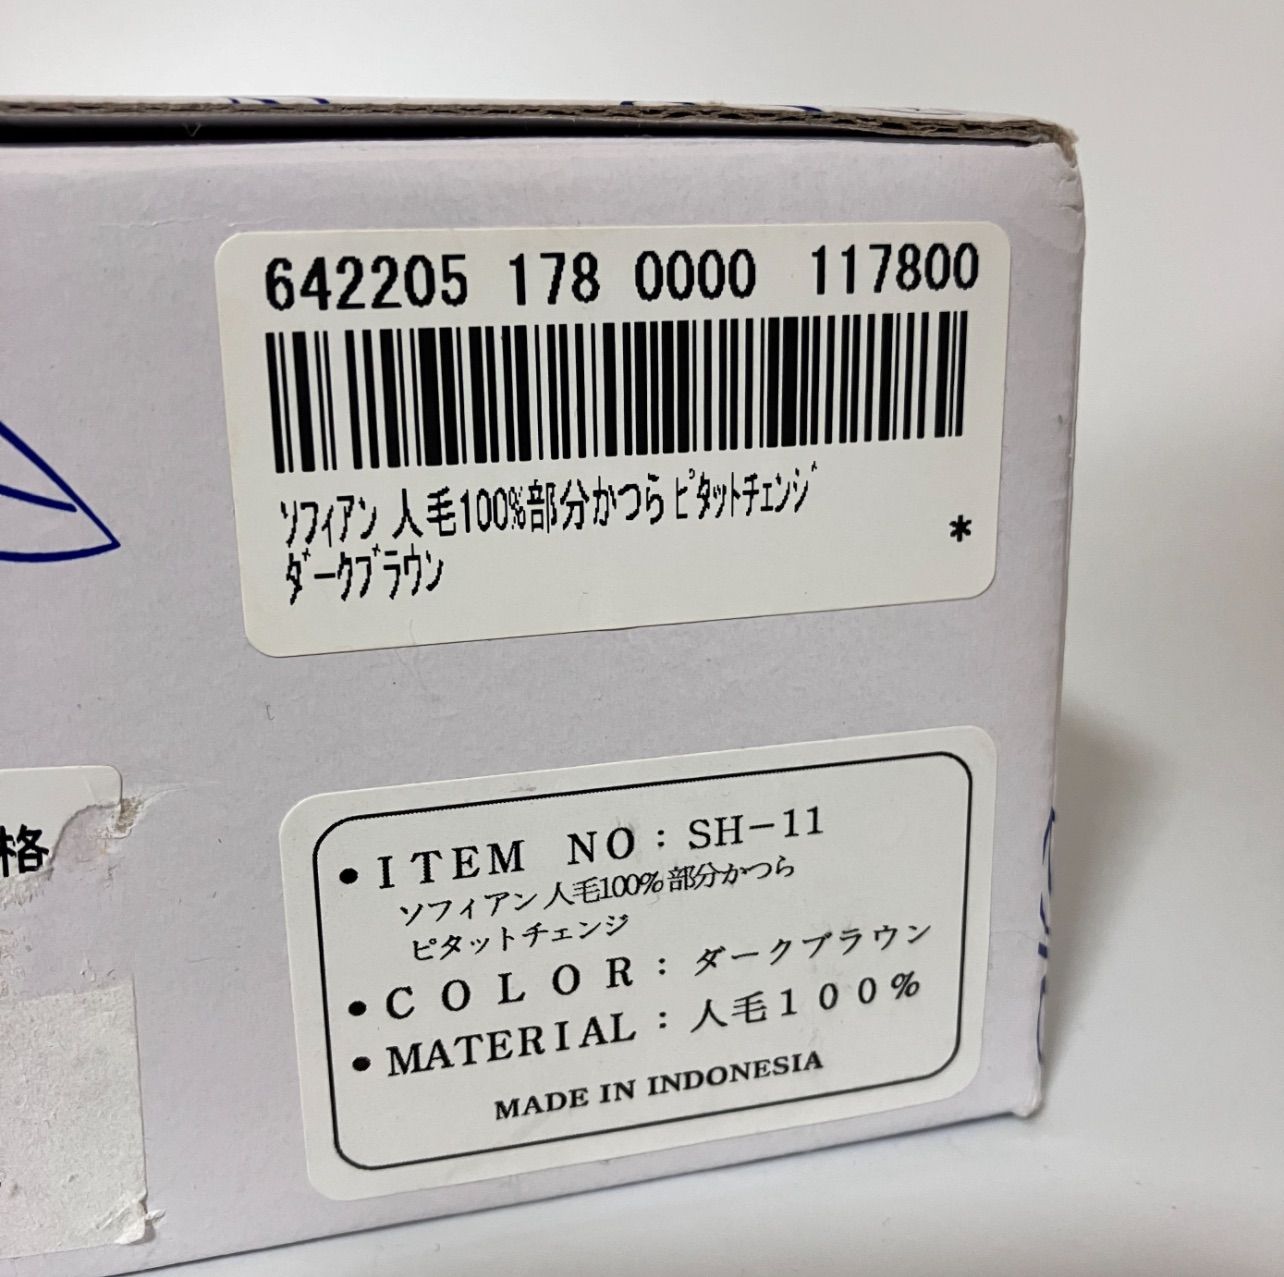 642205 178 0000 117800
ソフィアン 人毛100%部分かつら ピタットチェンジ
ダークブラウン
*
格
• ITEM NO : SH-11
ソフィアン 人毛100% 部分かつら
ピタットチェンジ
• COLOR : ダークブラウン
• MATERIAL : 人毛100%
MADE IN INDONESIA